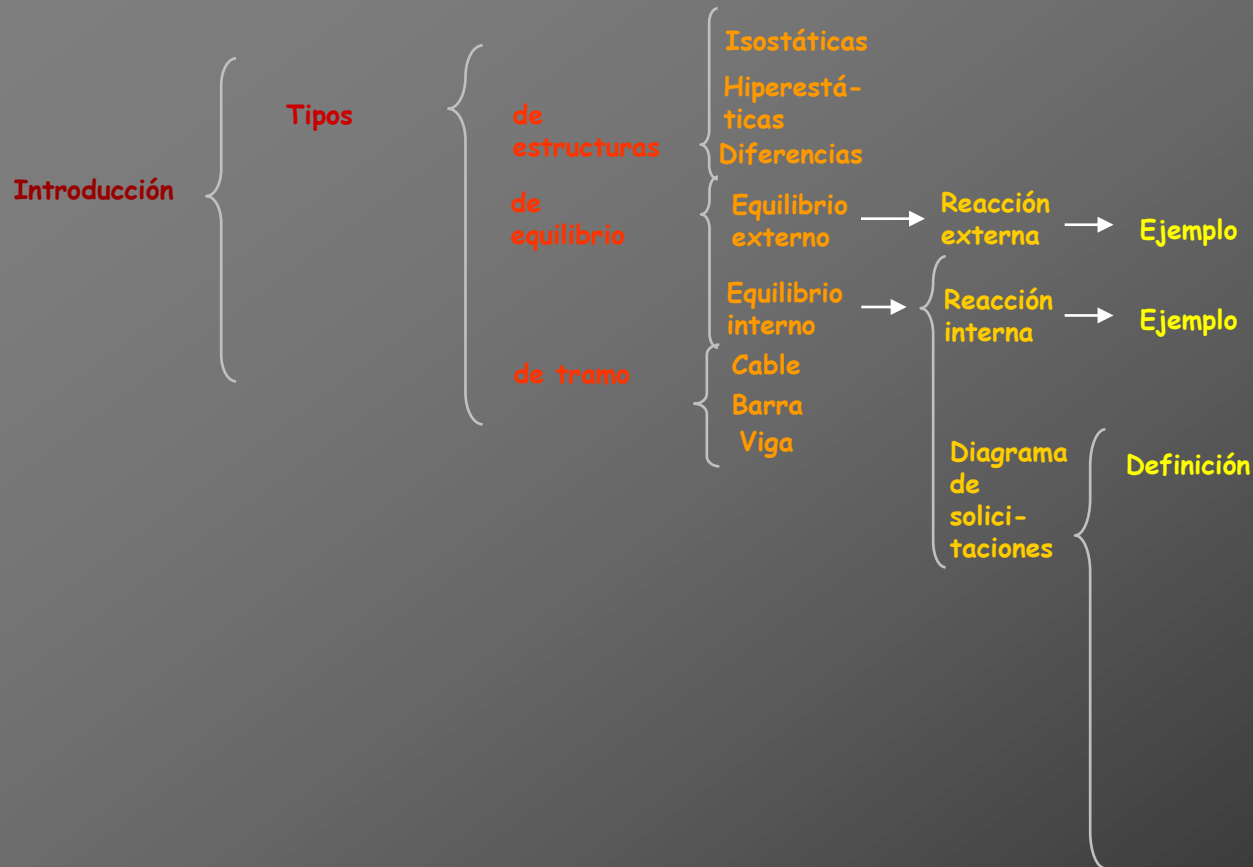 Introducción
Tipos
de
estructuras
Isostáticas
Hiperestá-
ticas
Diferencias
de
equilibrio
Equilibrio
externo
Reacción
externa
Ejemplo
Equilibrio
interno
Reacción
interna
Ejemplo
Diagrama
de
solici-
taciones
Definición
de tramo
Cable
Barra
Viga